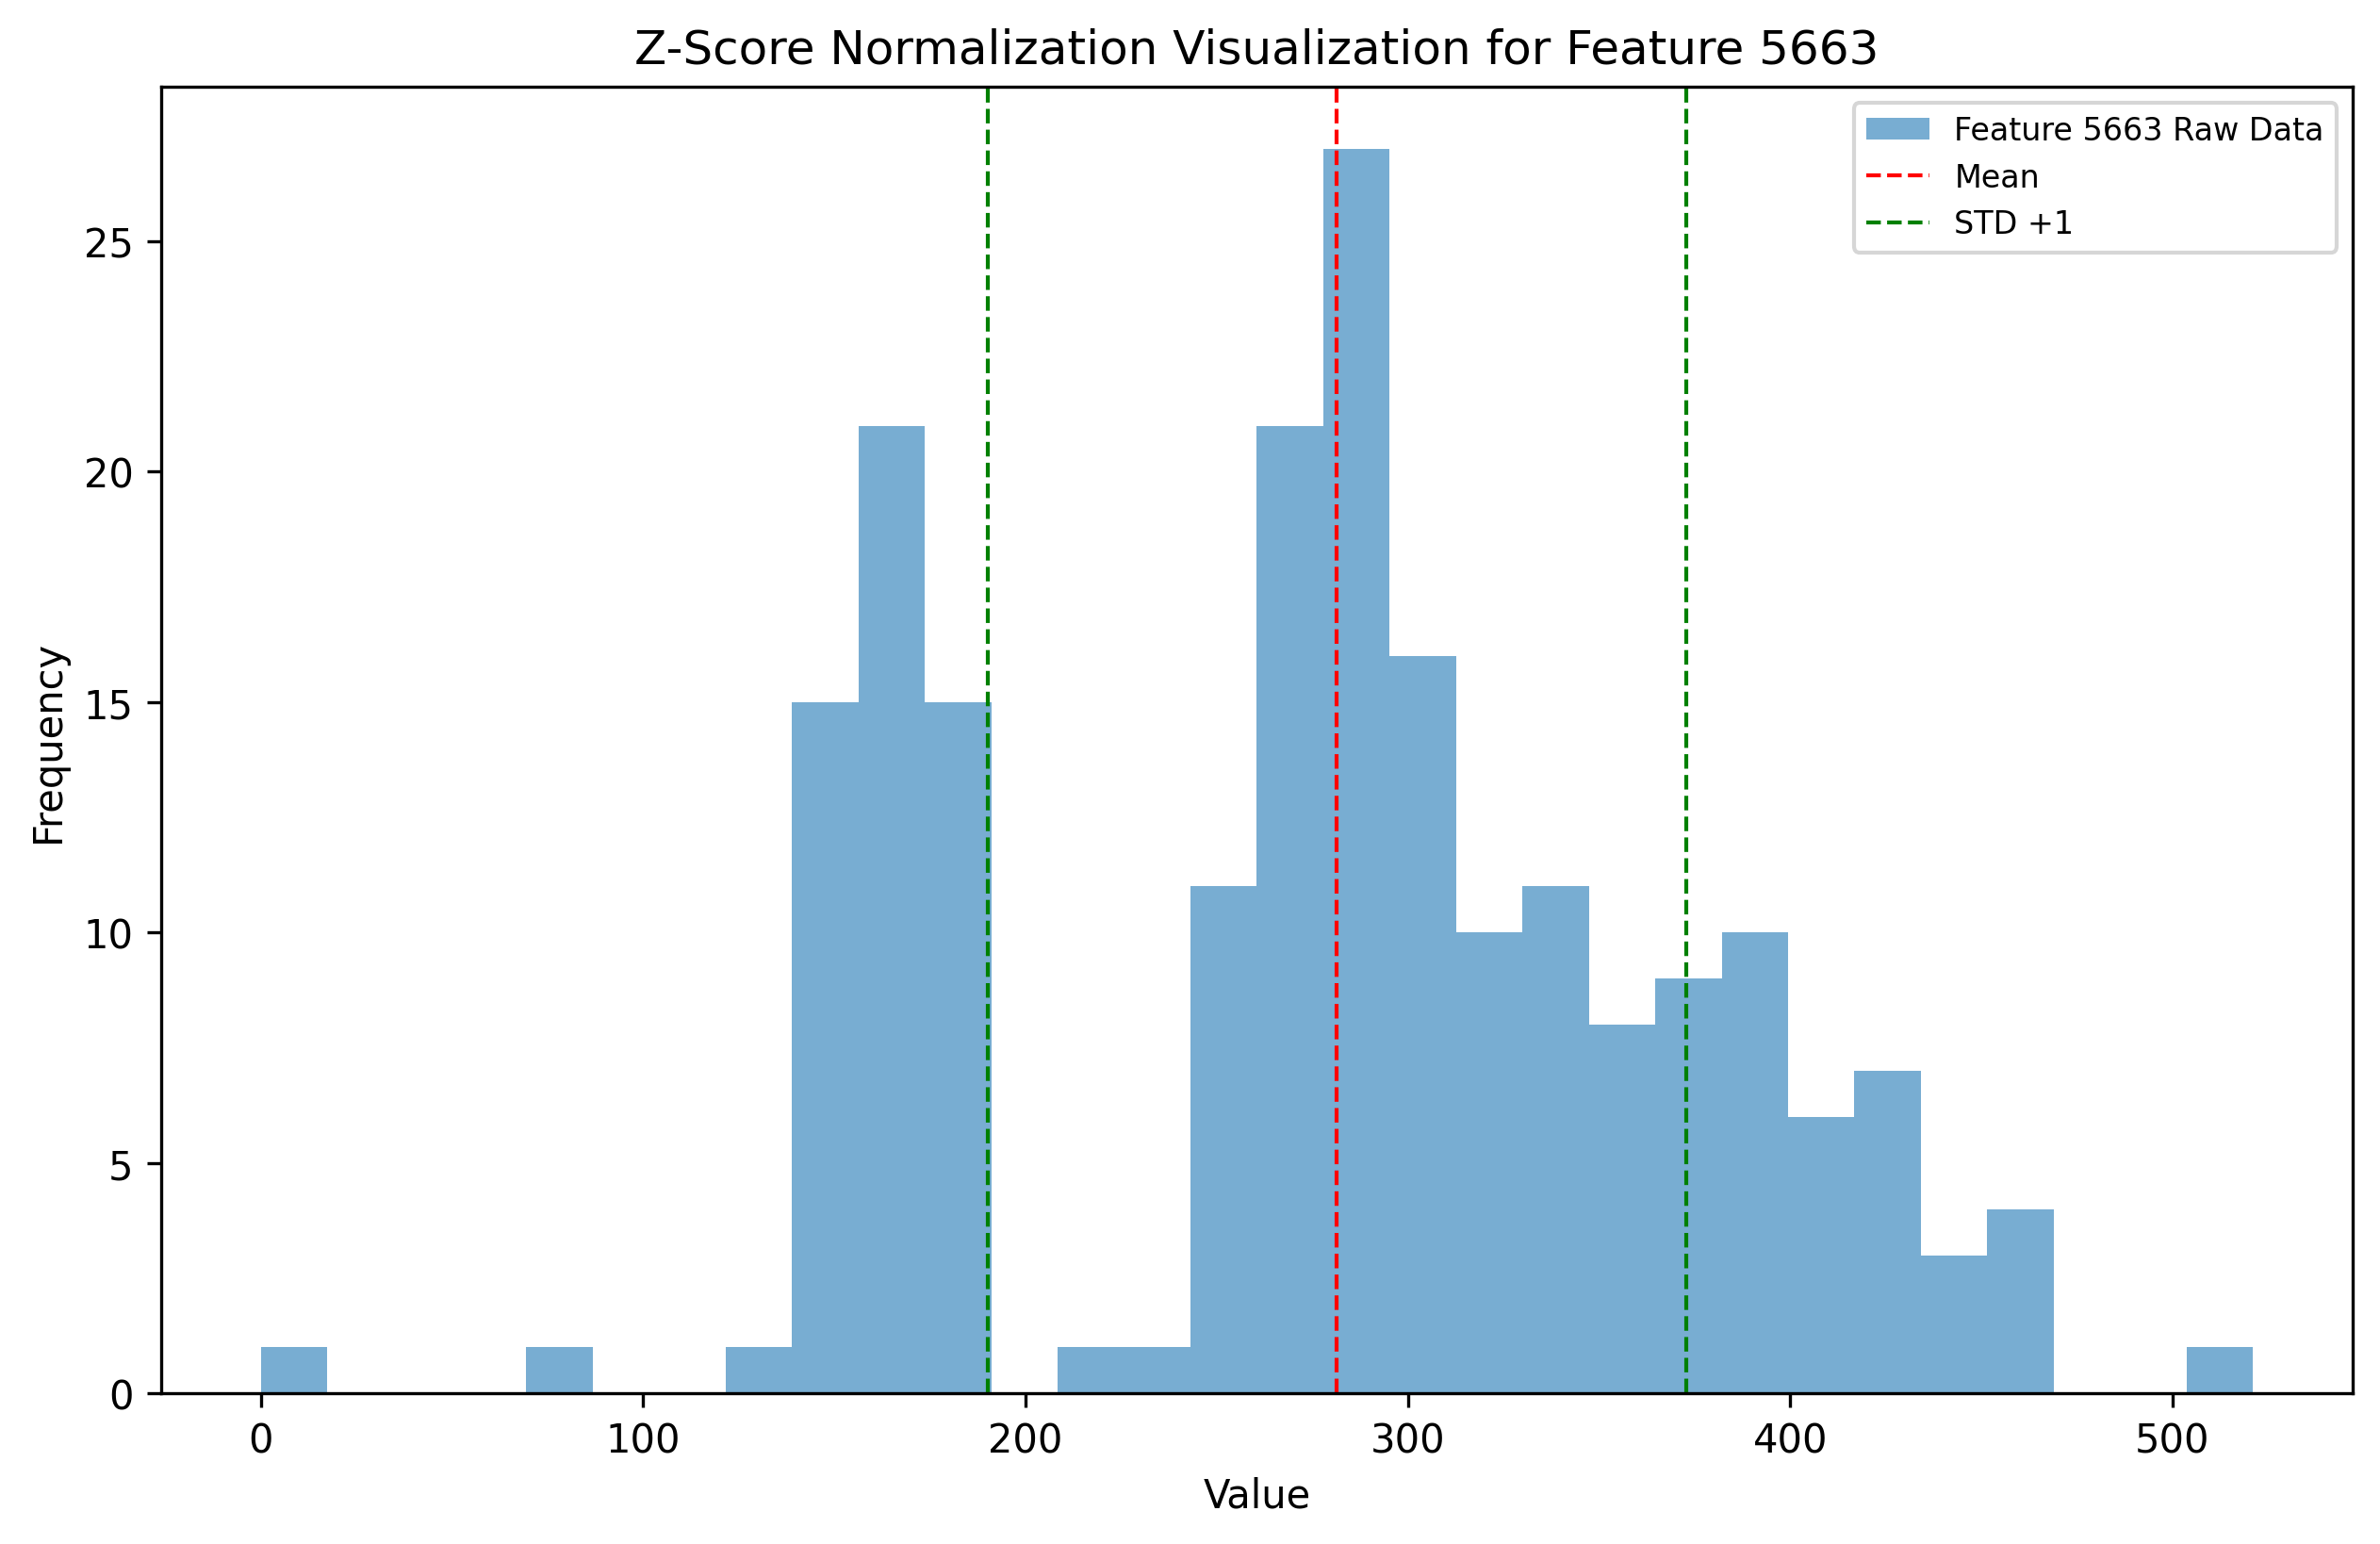 Z-Score Normalization Visualization for Feature 5663
Feature 5663 Raw Data
Mean
STD +1
Frequency
25
20
15
10
5
0
0 100 200 300 400 500
Value